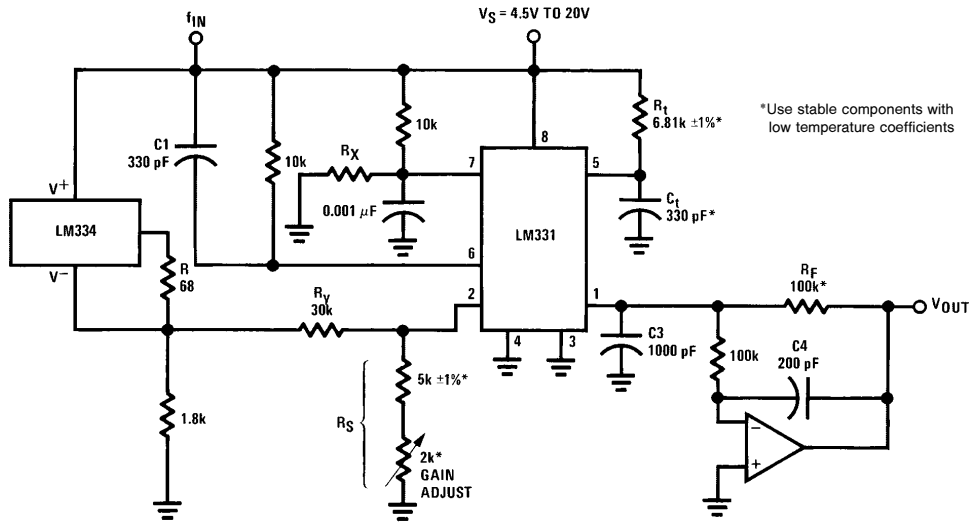 fIN
VS = 4.5V TO 20V
C1
330 pF
10k
10k
Rt
6.81k ±1%*
*Use stable components with
low temperature coefficients
RX
0.001 µF
7
8
5
Ct
330 pF*
V+
LM334
V−
R
68
6
LM331
2
1
4
3
Ry
30k
C3
1000 pF
RF
100k*
VOUT
100k
C4
200 pF
1.8k
RS
5k ±1%*
2k*
GAIN
ADJUST
−
+